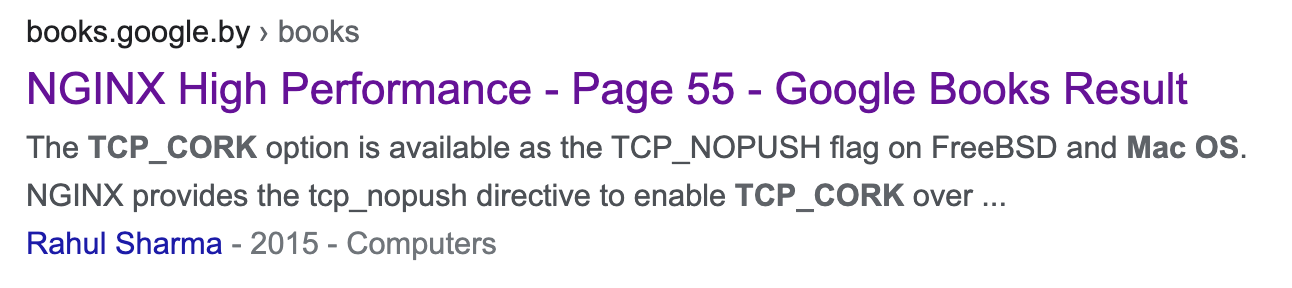 books.google.by › books
NGINX High Performance - Page 55 - Google Books Result
The TCP_CORK option is available as the TCP_NOPUSH flag on FreeBSD and Mac OS.
NGINX provides the tcp_nopush directive to enable TCP_CORK over ...
Rahul Sharma - 2015 - Computers